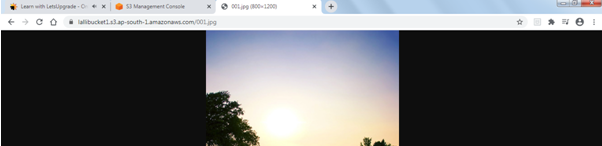 Learn with LetsUpgrade - Cr
S3 Management Console
001.jpg (800×1200)
lallibucket1.s3.ap-south-1.amazonaws.com/001.jpg